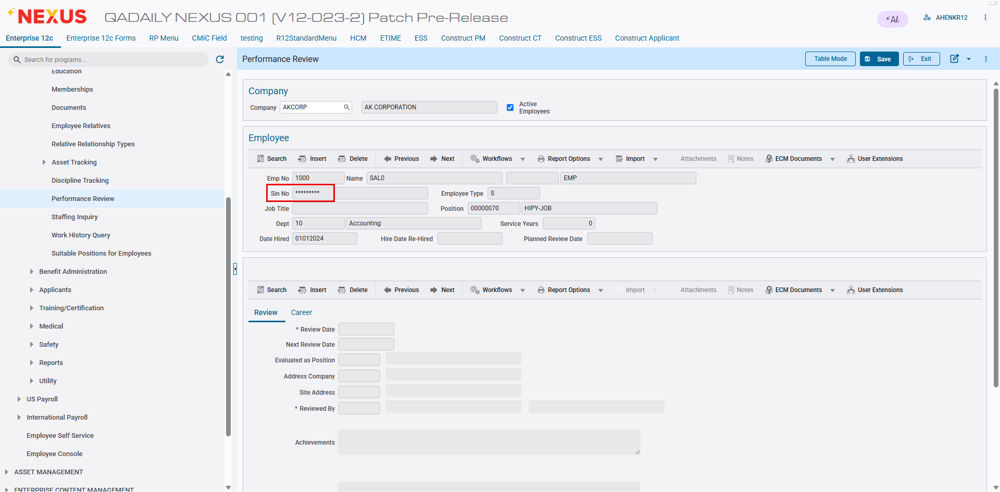 NEXUS QADAILY NEXUS 001 (V12-023-2) Patch Pre-Release AI AHENKR12
Enterprise 12c Enterprise 12c Forms RP Menu CMiC Field testing R12StandardMenu HCM ETIME ESS Construct PM Construct CT Construct ESS Construct Applicant
Search for programs...
Education
Memberships
Documents
Employee Relatives
Relative Relationship Types
Asset Tracking
Discipline Tracking
Performance Review
Staffing Inquiry
Work History Query
Suitable Positions for Employees
Benefit Administration
Applicants
Training/Certification
Medical
Safety
Reports
Utility
US Payroll
International Payroll
Employee Self Service
Employee Console
ASSET MANAGEMENT
ENTERPRISE CONTENT MANAGEMENT
Performance Review Table Mode Save Exit
Company
Company AKCORP AK CORPORATION Active Employees
Employee
Search Insert Delete Previous Next Workflows Report Options Import Attachments Notes ECM Documents User Extensions
Emp No 1000 Name SAL0 EMP
Sin No ********* Employee Type S
Job Title Position 00000070 HIPY-JOB
Dept 10 Accounting Service Years 0
Date Hired 01012024 Hire Date Re-Hired Planned Review Date
Search Insert Delete Previous Next Workflows Report Options Import Attachments Notes ECM Documents User Extensions
Review Career
* Review Date
Next Review Date
Evaluated as Position
Address Company
Site Address
* Reviewed By
Achievements